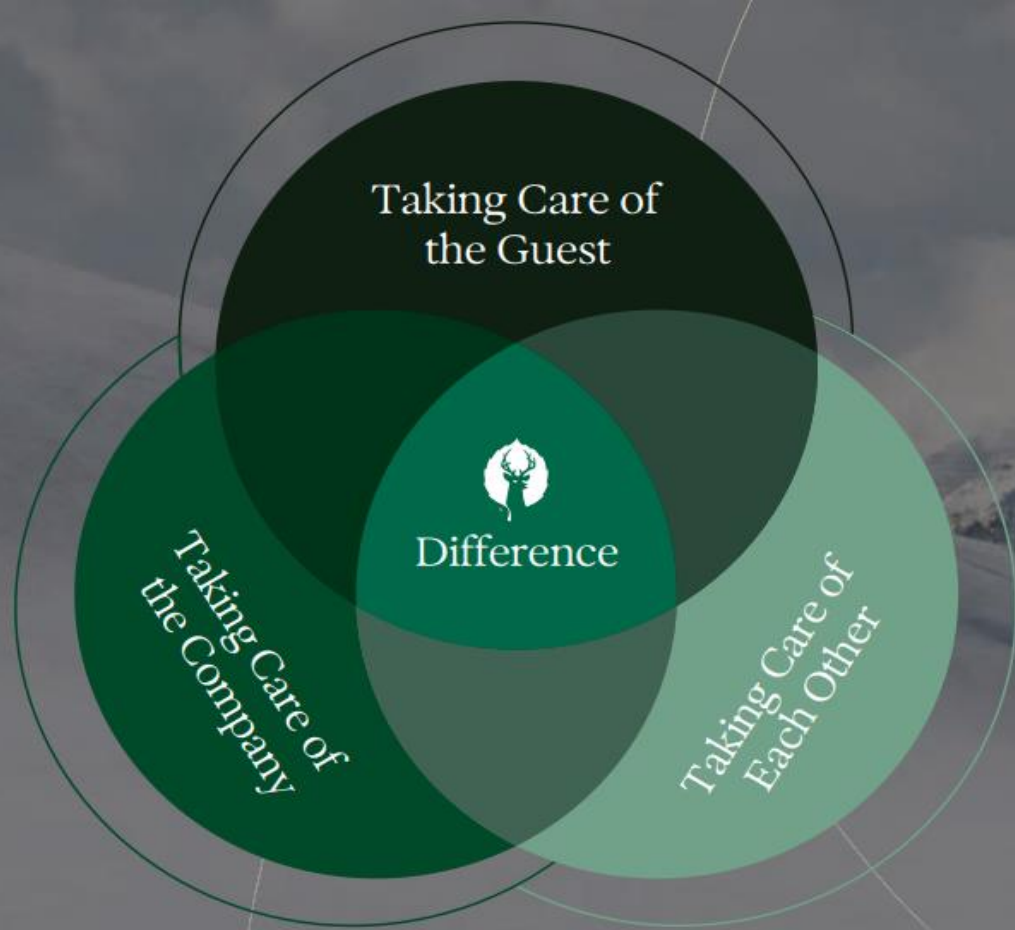 Taking Care of
the Guest
Difference
Taking Care of
the Company
Taking Care of
Each Other